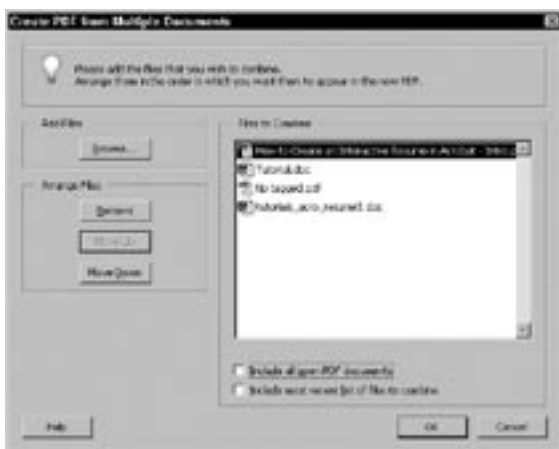 Create PDF from Multiple Documents
Please add the files that you wish to combine.
Arrange them in the order in which you want them to appear in the new PDF.
Add Files
Browse...
Arrange Files
Remove
Move Up
Move Down
Files to Combine
How to Create an Interactive Resume in Acrobat -
Tutorial.doc
tagged.pdf
tutorials_acro_resume1.doc
Include all open PDF documents
Include most recent list of files to combine
Help
OK
Cancel